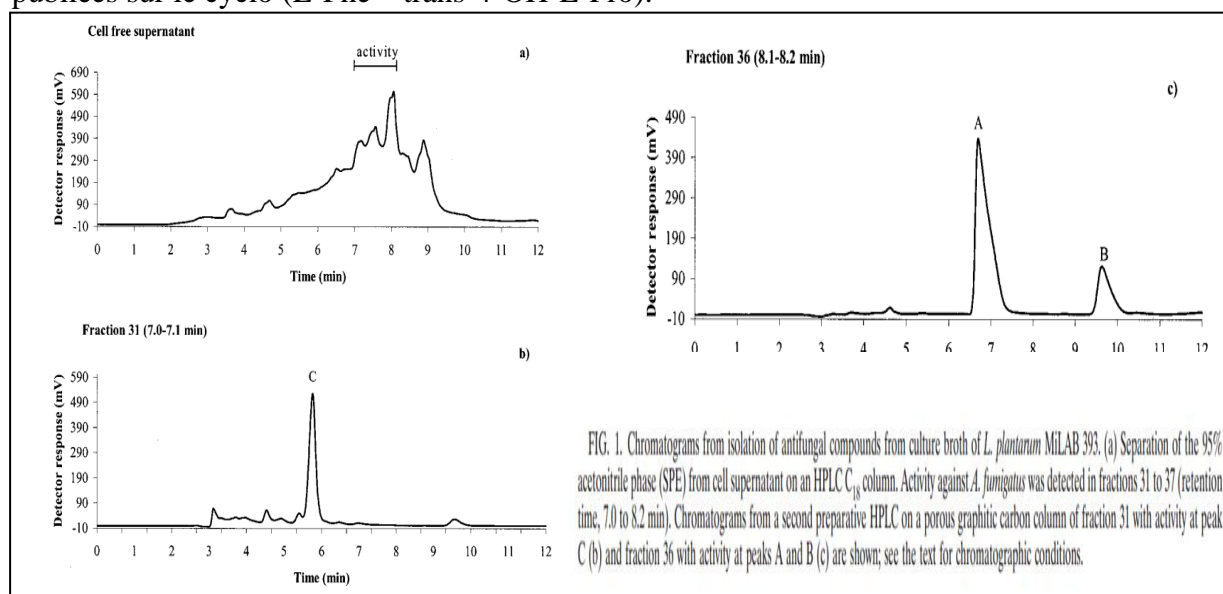 publiées sur le cyclo (L-Phe – trans-4-OH-L-Pro).
Cell free supernatant
a)
activity
Detector response (mV)
690
590
490
390
290
190
90
-10
0 1 2 3 4 5 6 7 8 9 10 11 12
Time (min)
Fraction 31 (7.0-7.1 min)
b)
C
Detector response (mV)
590
490
390
290
190
90
-10
0 1 2 3 4 5 6 7 8 9 10 11 12
Time (min)
Fraction 36 (8.1-8.2 min)
c)
A
B
Detector response (mV)
490
390
290
190
90
-10
0 1 2 3 4 5 6 7 8 9 10 11 12
FIG. 1. Chromatograms from isolation of antifungal compounds from culture broth of L. plantarum MiLAB 393. (a) Separation of the 95%
acetonitrile phase (SPE) from cell supernatant on an HPLC C18 column. Activity against A. fumigatus was detected in fractions 31 to 37 (retention
time, 7.0 to 8.2 min). Chromatograms from a second preparative HPLC on a porous graphitic carbon column of fraction 31 with activity at peak
C (b) and fraction 36 with activity at peaks A and B (c) are shown; see the text for chromatographic conditions.